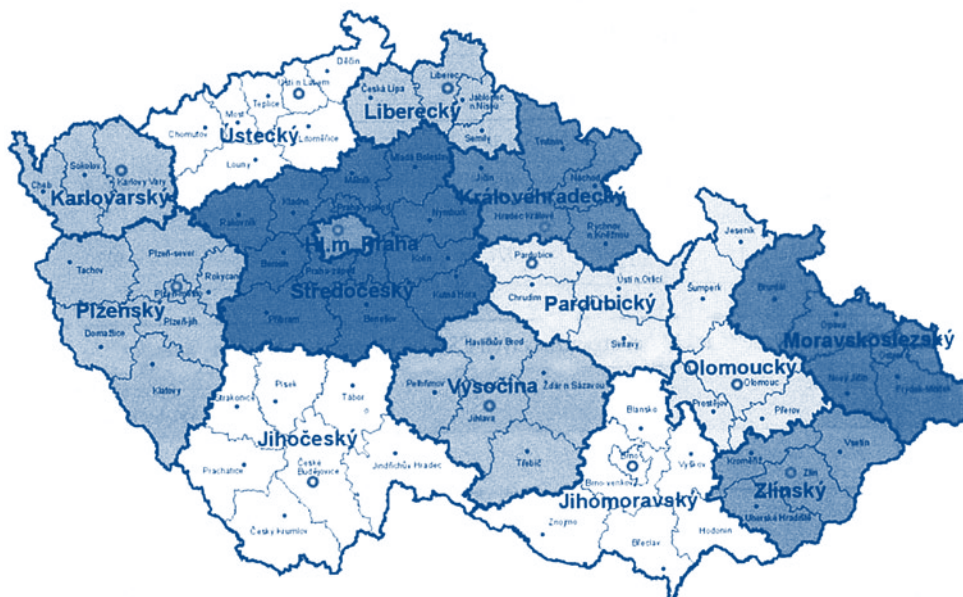 Děčín
Ústí n.Labem
Teplice
Most
Chomutov
Ústecký
Litoměřice
Louny
Liberec
Česká Lípa
Jablonec
n.Nisou
Liberecký
Semily
Trutnov
Jičín
Náchod
Královéhradecký
Hradec Králové
Rychnov
n.Kněžnou
Sokolov
Cheb
Karlovy Vary
Karlovarský
Mladá Boleslav
Mělník
Kladno
Rakovník
Nymburk
Hl.m. Praha
Beroun
Praha-západ
Kolín
Středočeský
Kutná Hora
Příbram
Benešov
Plzeň-sever
Tachov
Rokycany
Plzeňský
Plzeň-jih
Domažlice
Klatovy
Pardubice
Ústí n.Orlicí
Chrudim
Pardubický
Svitavy
Jeseník
Šumperk
Bruntál
Opava
Moravskoslezský
Ostrava
Nový Jičín
Frýdek-Místek
Olomoucký
Olomouc
Prostějov
Přerov
Havlíčkův Brod
Pelhřimov
Vysočina
Žďár n.Sázavou
Jihlava
Třebíč
Písek
Strakonice
Tábor
Jihočeský
Prachatice
České
Budějovice
Jindřichův Hradec
Český Krumlov
Blansko
Brno
Vyškov
Brno-venkov
Jihomoravský
Znojmo
Hodonín
Břeclav
Vsetín
Kroměříž
Zlín
Zlínský
Uherské Hradiště